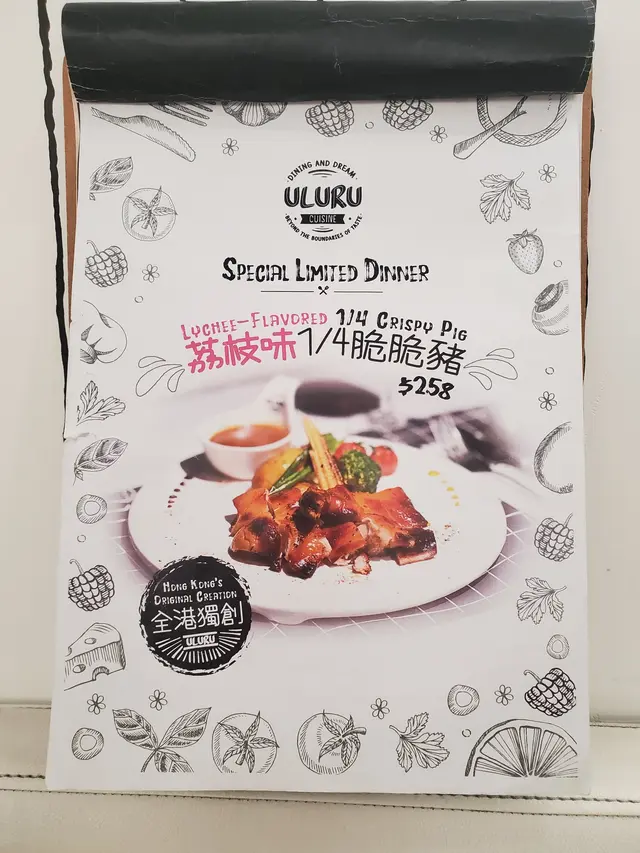 DINING AND DREAM
ULURU
CUISINE
BEYOND THE BOUNDARIES OF TASTE
SPECIAL LIMITED DINNER
LYCHEE-FLAVORED 1/4 CRISPY PIG
荔枝味1/4脆脆豬
$258
HONG KONG'S
ORIGINAL CREATION
全港獨創
ULURU